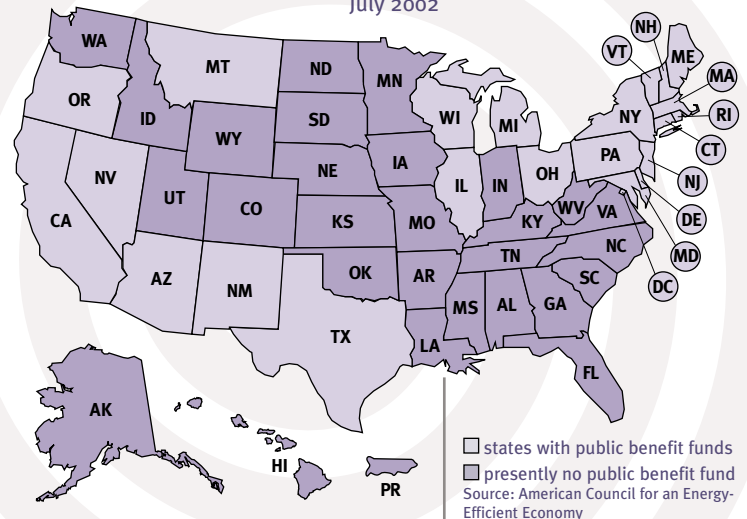 July 2002
WA
MT
ND
MN
OR
ID
WY
SD
WI
MI
NY
VT
NH
ME
MA
RI
CT
NJ
DE
MD
DC
NV
UT
CO
NE
IA
IL
IN
OH
PA
CA
KS
MO
KY
WV
VA
AZ
NM
OK
AR
TN
NC
SC
TX
LA
MS
AL
GA
FL
AK
HI
PR
states with public benefit funds
presently no public benefit fund
Source: American Council for an Energy-
Efficient Economy